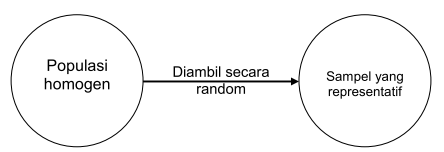 Populasi
homogen
Diambil secara
random
Sampel yang
representatif